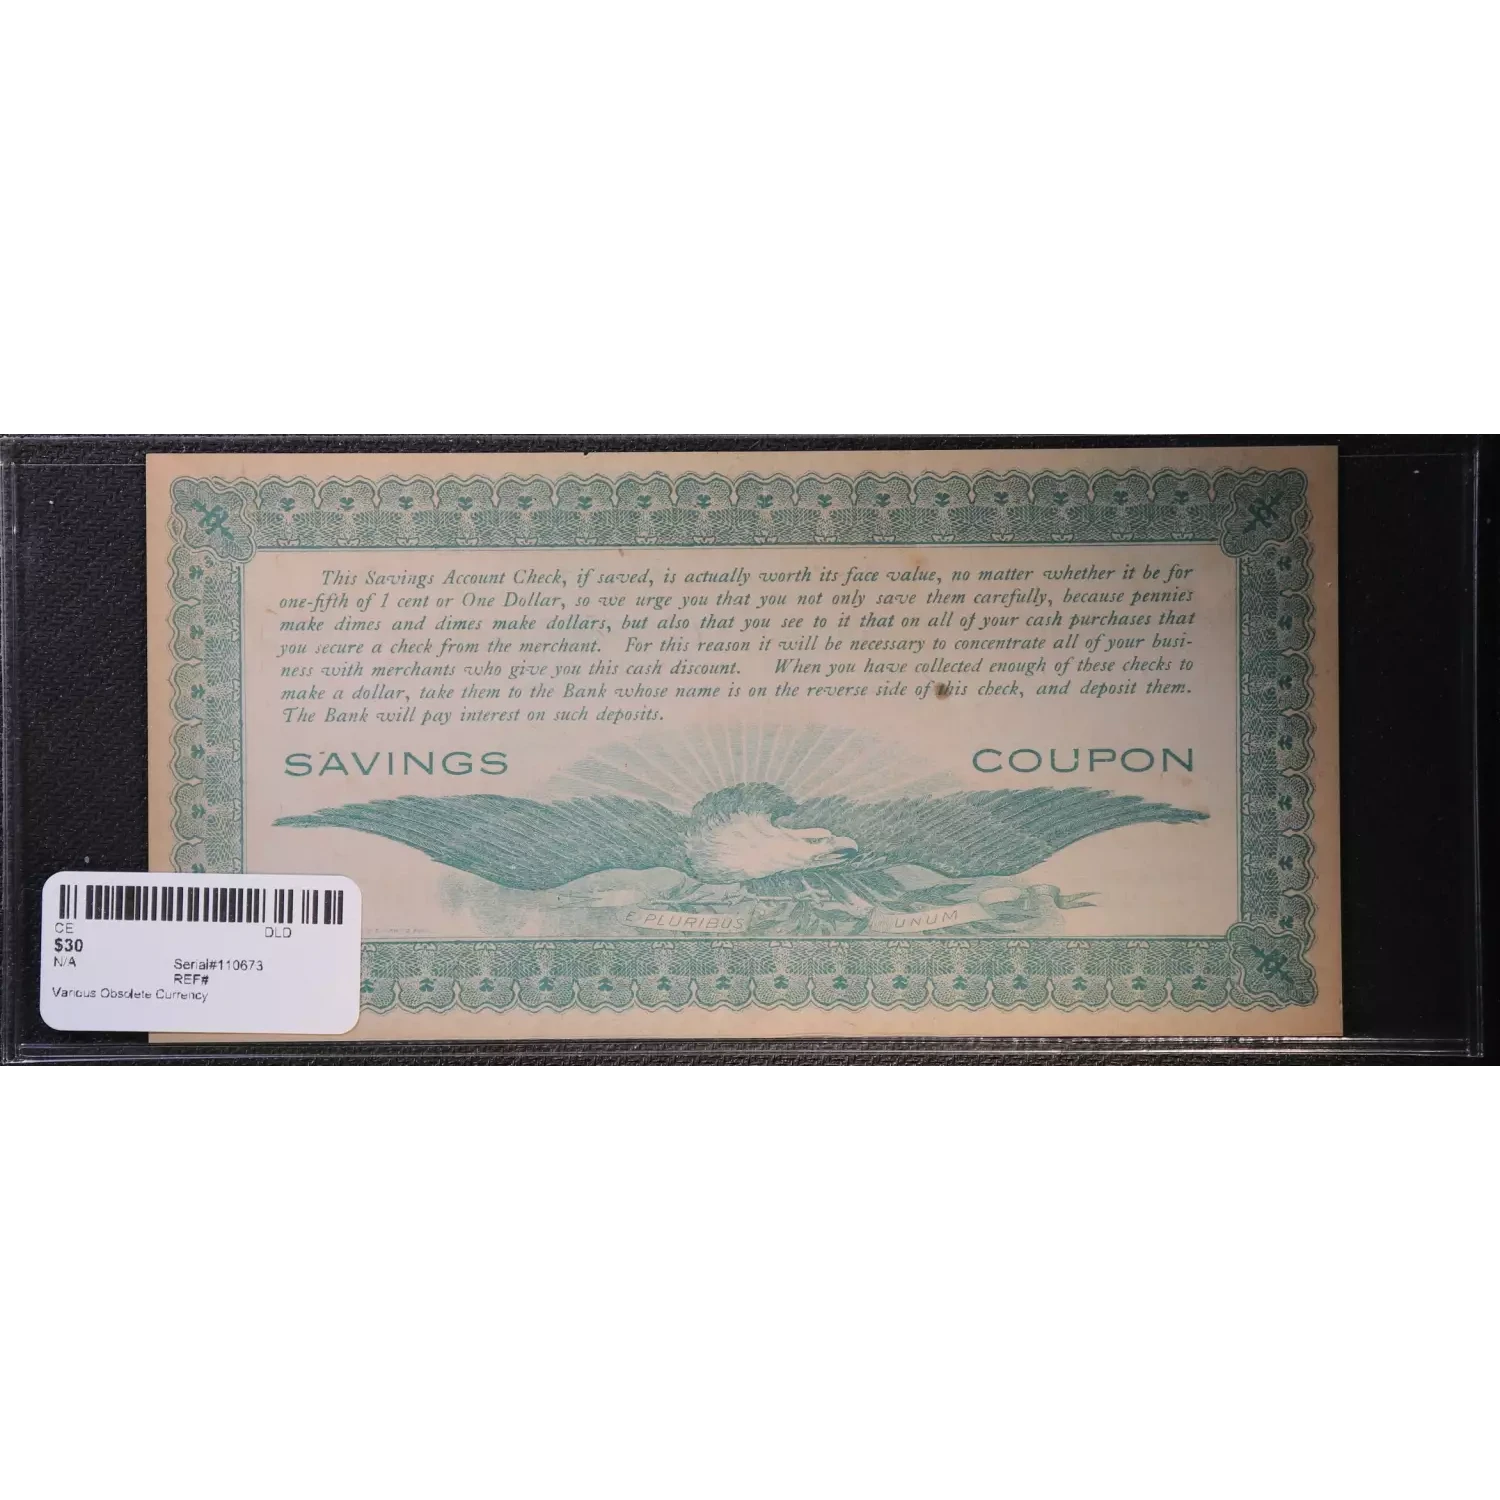 This Savings Account Check, if saved, is actually worth its face value, no matter whether it be for
one-fifth of 1 cent or One Dollar, so we urge you that you not only save them carefully, because pennies
make dimes and dimes make dollars, but also that you see to it that on all of your cash purchases that
you secure a check from the merchant. For this reason it will be necessary to concentrate all of your busi-
ness with merchants who give you this cash discount. When you have collected enough of these checks to
make a dollar, take them to the Bank whose name is on the reverse side of this check, and deposit them.
The Bank will pay interest on such deposits.
SAVINGS COUPON
E PLURIBUS UNUM
CE DLD
$30
N/A Serial#110673
REF#
Various Obsolete Currency